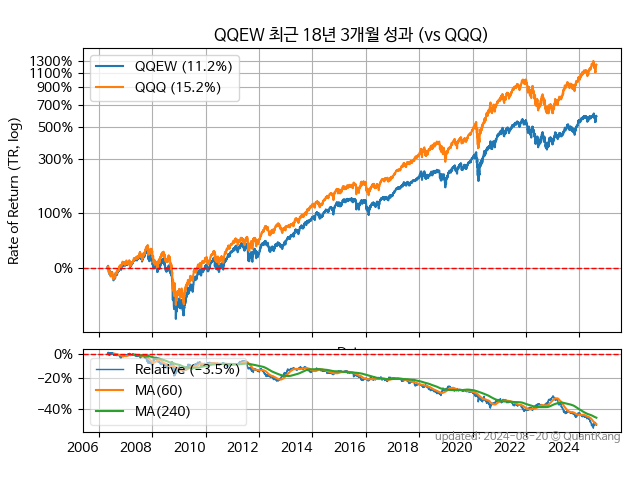 QQEW 최근 18년 3개월 성과 (vs QQQ)
Rate of Return (TR, log)
1300%
1100%
900%
700%
500%
300%
100%
0%
QQEW (11.2%)
QQQ (15.2%)
2006 2008 2010 2012 2014 2016 2018 2020 2022 2024
0%
−20%
−40%
Relative (−3.5%)
MA(60)
MA(240)
updated: 2024-08-20 © QuantKang